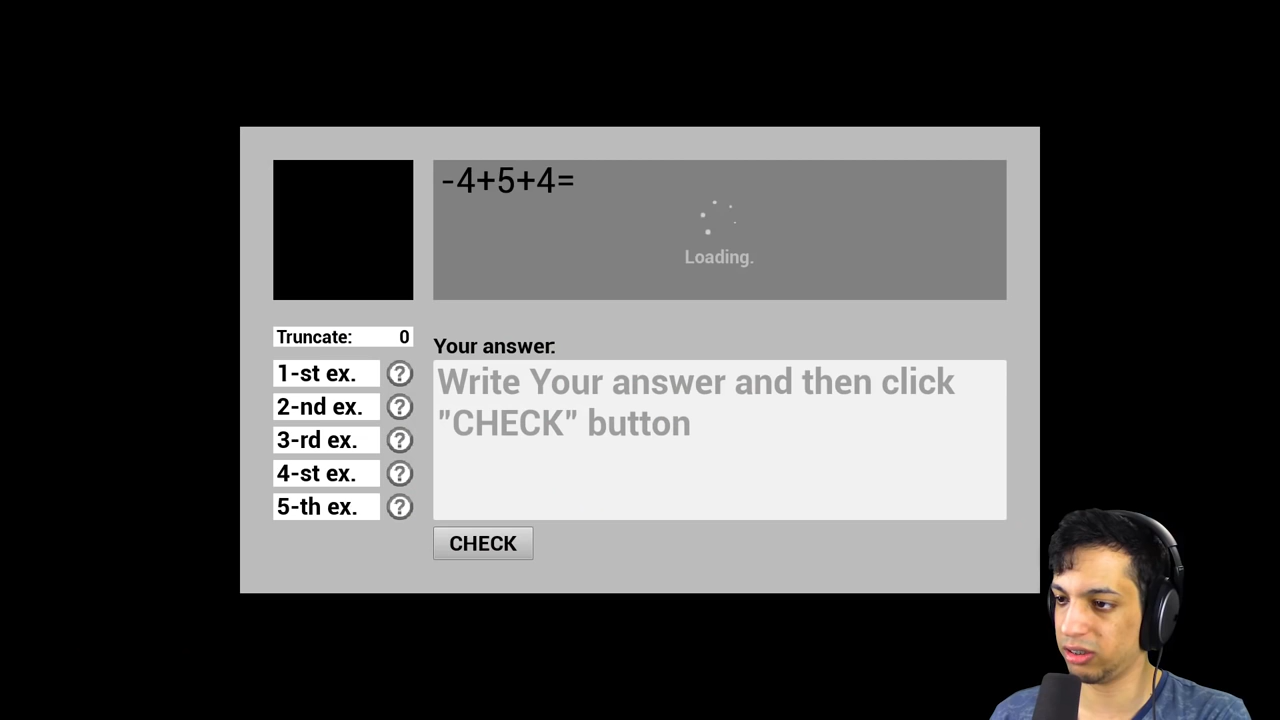 -4+5+4=
Loading.
Truncate: 0
Your answer:
1-st ex.
2-nd ex.
3-rd ex.
4-st ex.
5-th ex.
Write Your answer and then click
"CHECK" button
CHECK